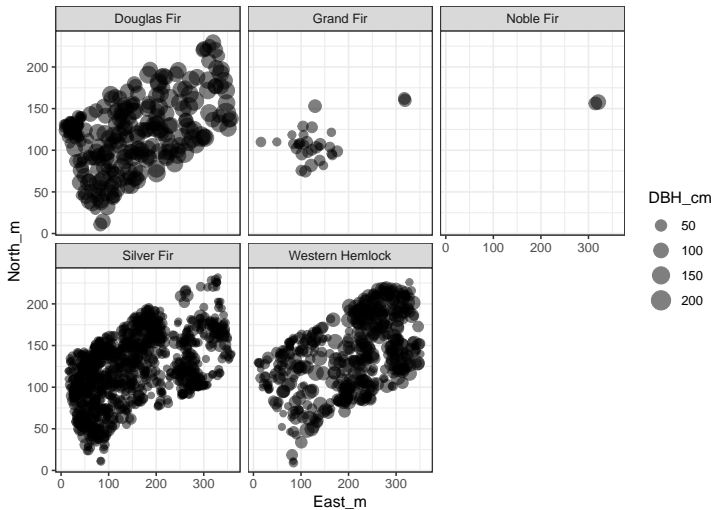 Douglas Fir Grand Fir Noble Fir
200
150
100
50
0
0 100 200 300
Silver Fir Western Hemlock
200
150
100
50
0
0 100 200 300 0 100 200 300
East_m
North_m
DBH_cm
50
100
150
200